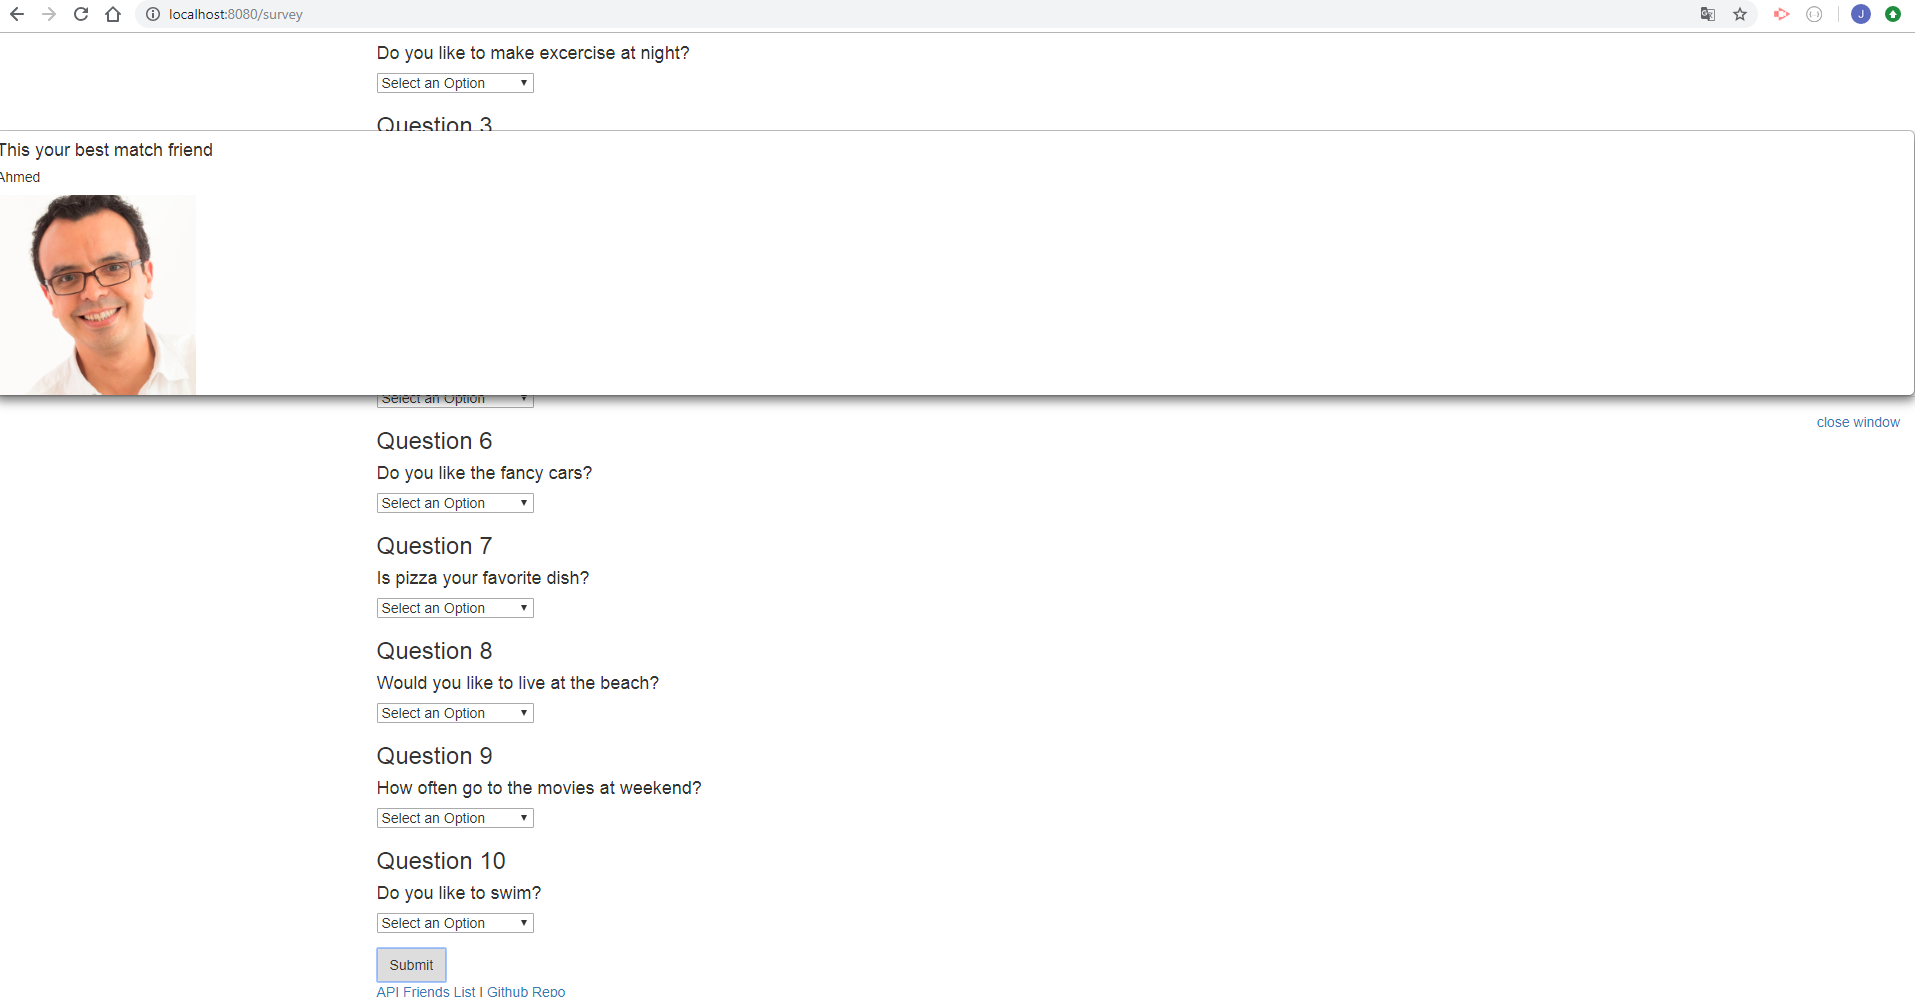 localhost:8080/survey
J
Do you like to make excercise at night?
Select an Option
Question 3
This your best match friend
Ahmed
Select an Option
close window
Question 6
Do you like the fancy cars?
Select an Option
Question 7
Is pizza your favorite dish?
Select an Option
Question 8
Would you like to live at the beach?
Select an Option
Question 9
How often go to the movies at weekend?
Select an Option
Question 10
Do you like to swim?
Select an Option
Submit
API Friends List | Github Repo